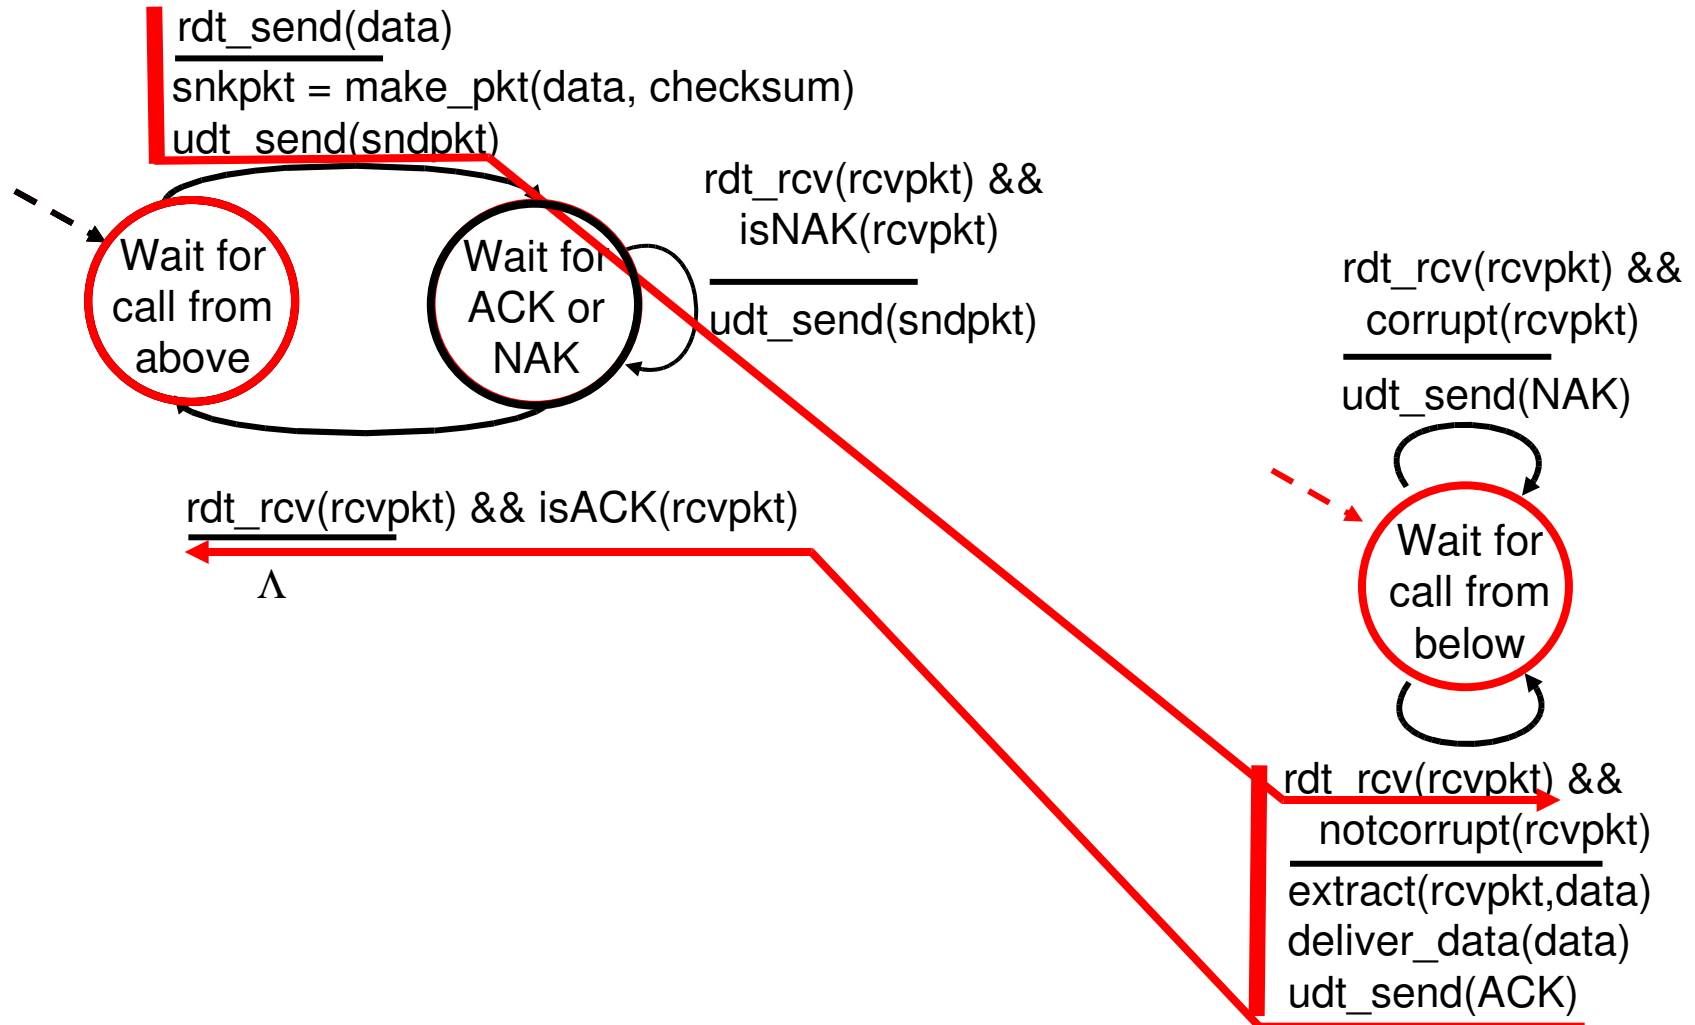 rdt_send(data)
snkpkt = make_pkt(data, checksum)
udt_send(sndpkt)
Wait for
call from
above
Wait for
ACK or
NAK
rdt_rcv(rcvpkt) &&
isNAK(rcvpkt)
udt_send(sndpkt)
rdt_rcv(rcvpkt) && isACK(rcvpkt)
Λ
rdt_rcv(rcvpkt) &&
corrupt(rcvpkt)
udt_send(NAK)
Wait for
call from
below
rdt_rcv(rcvpkt) &&
notcorrupt(rcvpkt)
extract(rcvpkt,data)
deliver_data(data)
udt_send(ACK)